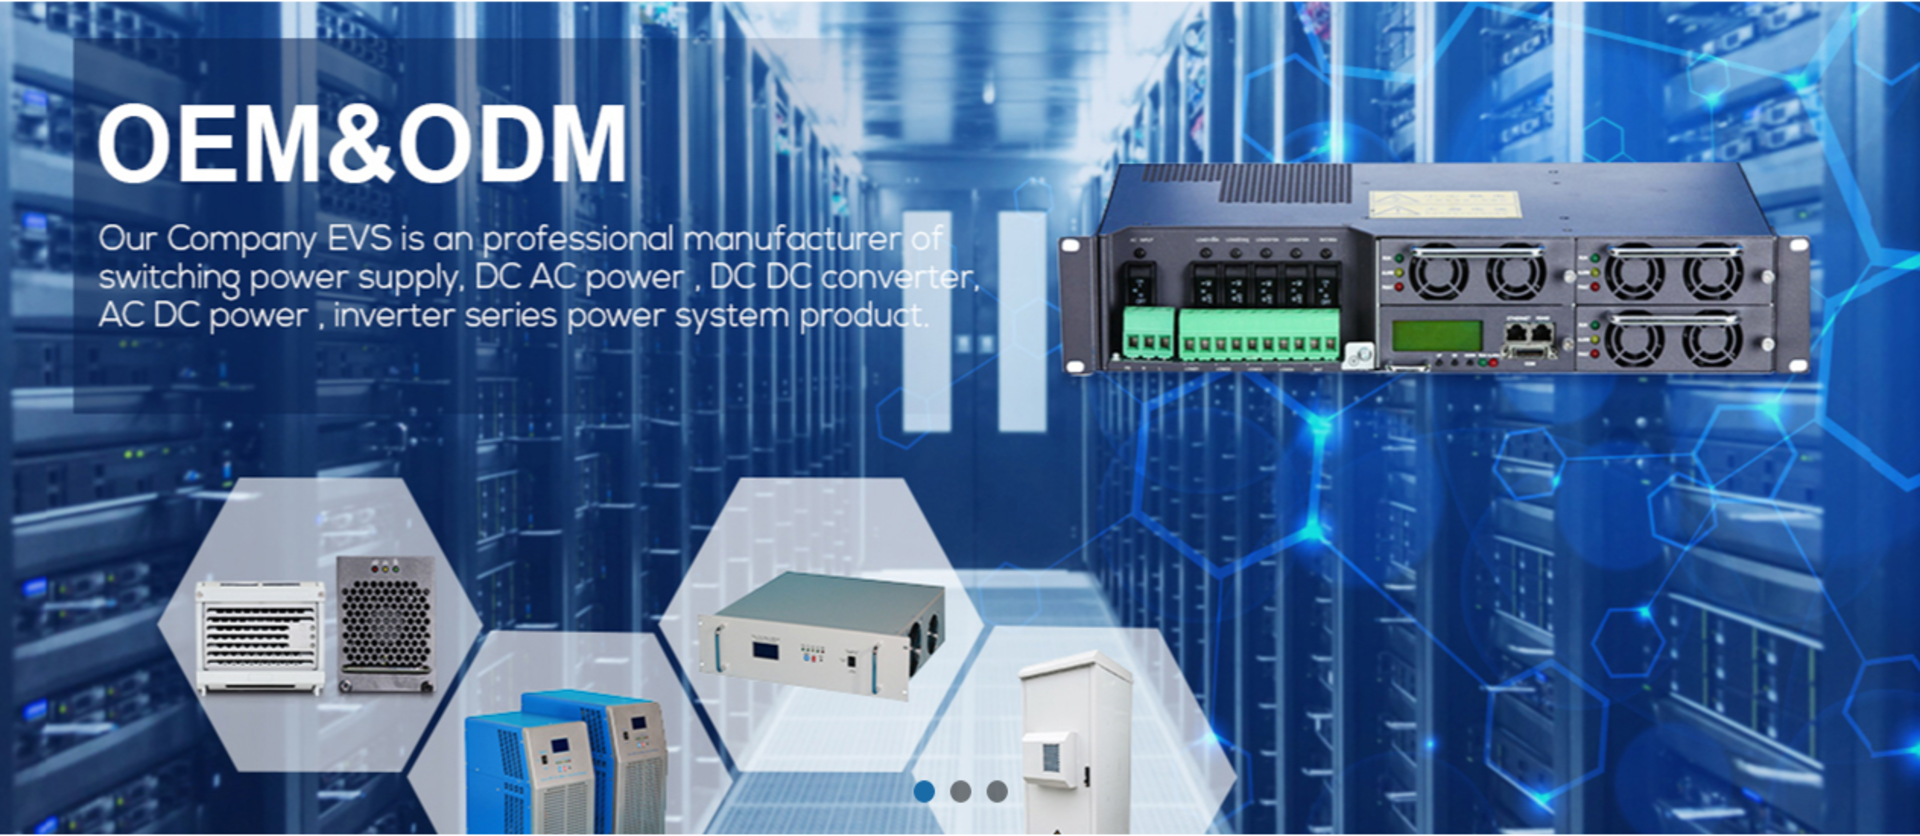 OEM&ODM
Our Company EVS is an professional manufacturer of
switching power supply, DC AC power , DC DC converter,
AC DC power , inverter series power system product.